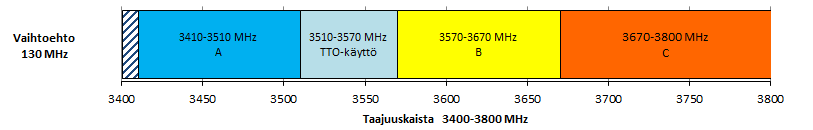 Vaihtoehto
130 MHz
3410-3510 MHz
A
3510-3570 MHz
TTO-käyttö
3570-3670 MHz
B
3670-3800 MHz
C
3400 3450 3500 3550 3600 3650 3700 3750 3800
Taajuuskaista 3400-3800 MHz